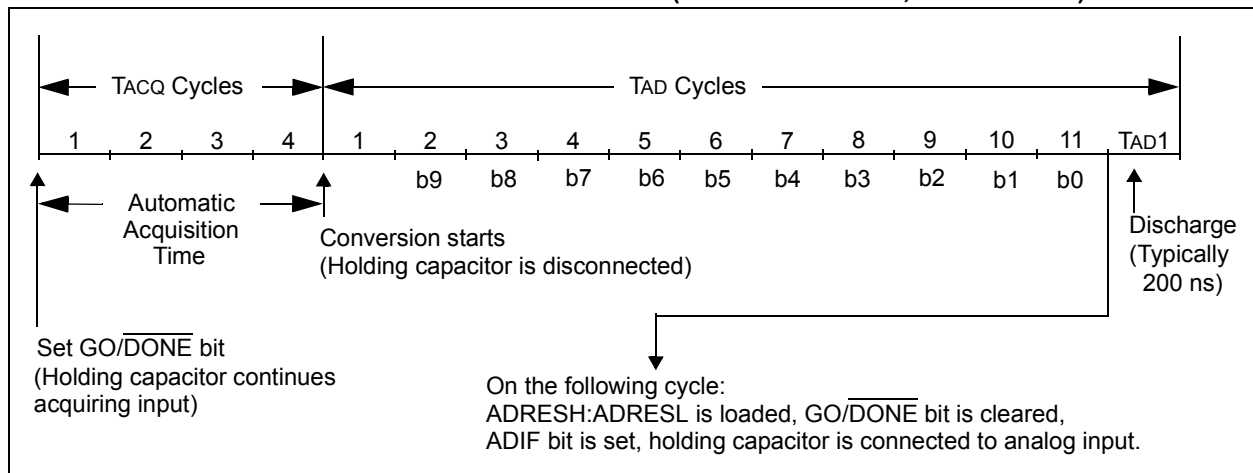 TACQ Cycles
TAD Cycles
1 2 3 4 1 2 3 4 5 6 7 8 9 10 11 TAD1
b9 b8 b7 b6 b5 b4 b3 b2 b1 b0
Automatic
Acquisition
Time
Conversion starts
(Holding capacitor is disconnected)
Discharge
(Typically
200 ns)
Set GO/DONE bit
(Holding capacitor continues
acquiring input)
On the following cycle:
ADRESH:ADRESL is loaded, GO/DONE bit is cleared,
ADIF bit is set, holding capacitor is connected to analog input.